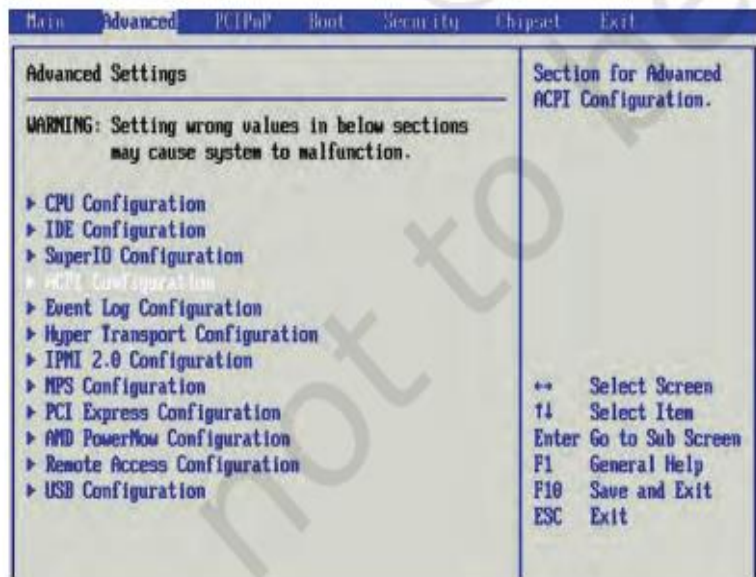 Main Advanced PCIPnP Boot Security Chipset Exit
Advanced Settings
WARNING: Setting wrong values in below sections
may cause system to malfunction.
▸ CPU Configuration
▸ IDE Configuration
▸ SuperIO Configuration
▸ ACPI Configuration
▸ Event Log Configuration
▸ Hyper Transport Configuration
▸ IPMI 2.0 Configuration
▸ MPS Configuration
▸ PCI Express Configuration
▸ AMD PowerNow Configuration
▸ Remote Access Configuration
▸ USB Configuration
Section for Advanced
ACPI Configuration.
↔ Select Screen
↑↓ Select Item
Enter Go to Sub Screen
F1 General Help
F10 Save and Exit
ESC Exit
not to be